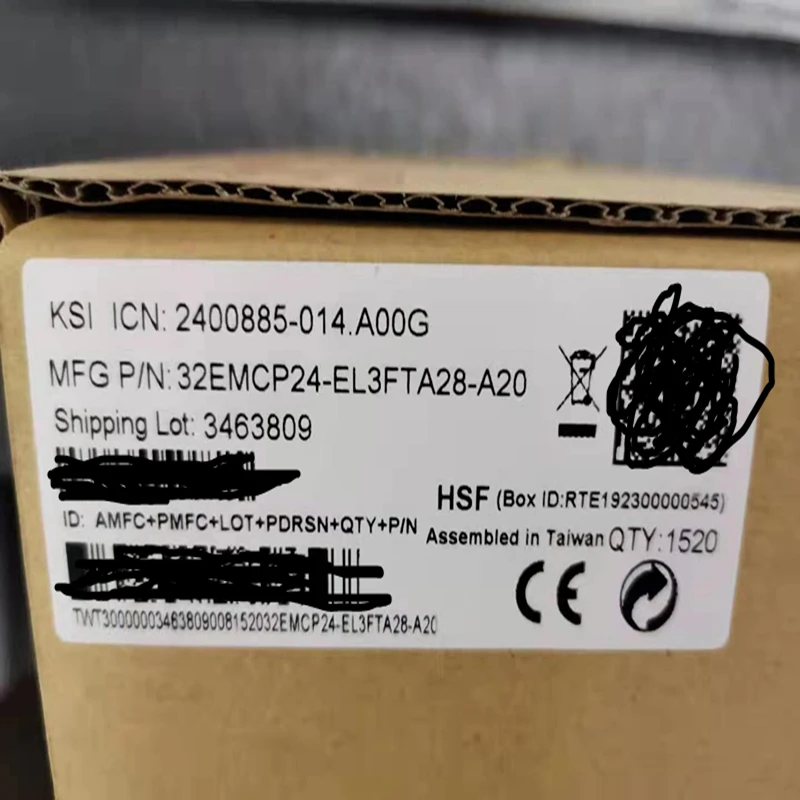 KSI ICN: 2400885-014.A00G
MFG P/N: 32EMCP24-EL3FTA28-A20
Shipping Lot: 3463809
HSF (Box ID:RTE192300000545)
ID: AMFC+PMFC+LOT+PDRSN+QTY+P/N
Assembled in Taiwan QTY:1520
CE
TWT30000003463809008152032EMCP24-EL3FTA28-A20